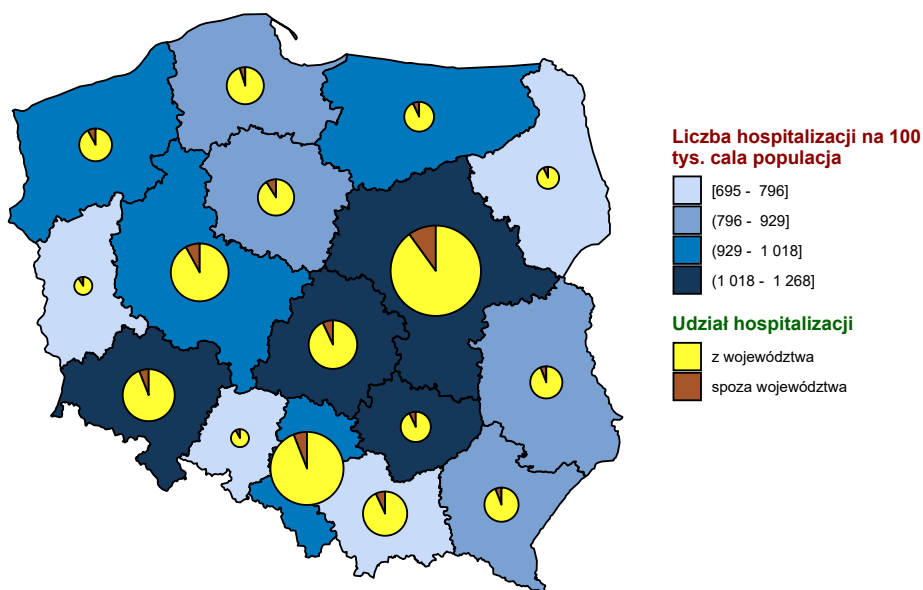 Liczba hospitalizacji na 100
tys. cala populacja
[695 - 796]
(796 - 929]
(929 - 1 018]
(1 018 - 1 268]
Udział hospitalizacji
z województwa
spoza województwa